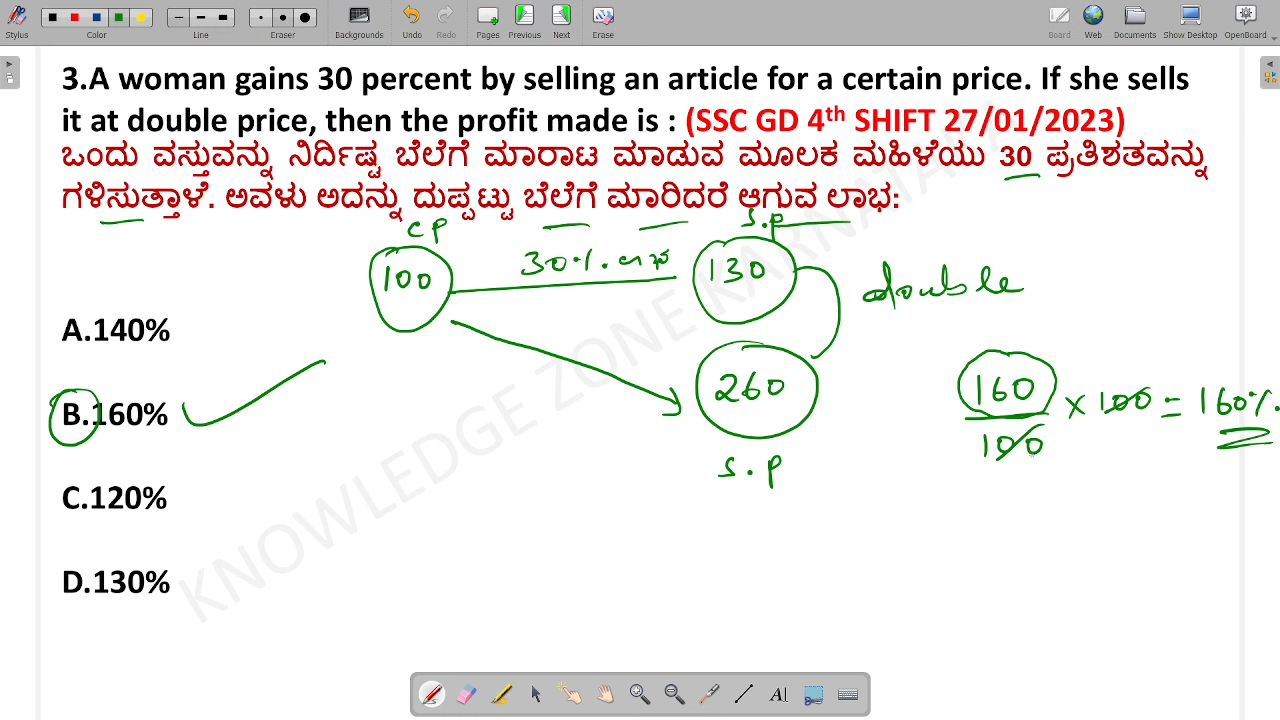 Stylus Color Line Eraser Backgrounds Undo Redo Pages Previous Next Erase Board Web Documents Show Desktop OpenBoard
3.A woman gains 30 percent by selling an article for a certain price. If she sells
it at double price, then the profit made is : (SSC GD 4th SHIFT 27/01/2023)
ಒಂದು ವಸ್ತುವನ್ನು ನಿರ್ದಿಷ್ಟ ಬೆಲೆಗೆ ಮಾರಾಟ ಮಾಡುವ ಮೂಲಕ ಮಹಿಳೆಯು 30 ಪ್ರತಿಶತವನ್ನು
ಗಳಿಸುತ್ತಾಳೆ. ಅವಳು ಅದನ್ನು ದುಪ್ಪಟ್ಟು ಬೆಲೆಗೆ ಮಾರಿದರೆ ಆಗುವ ಲಾಭ:
CP S.P
100 30%. 130 double
A.140%
260 160/100 × 100 = 160%.
B.160%
S.P
C.120%
D.130%
KNOWLEDGE ZONE KARNATAKA